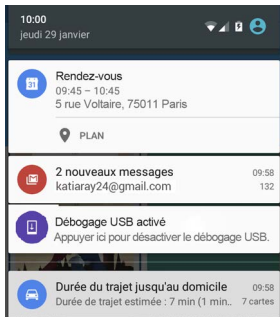 10:00
jeudi 29 janvier
31
Rendez-vous
09:45 – 10:45
5 rue Voltaire, 75011 Paris
PLAN
2 nouveaux messages 09:58
katiaray24@gmail.com 132
Débogage USB activé
Appuyer ici pour désactiver le débogage USB.
Durée du trajet jusqu'au domicile 09:58
Durée de trajet estimée : 7 min (1 min.. 7 cartes